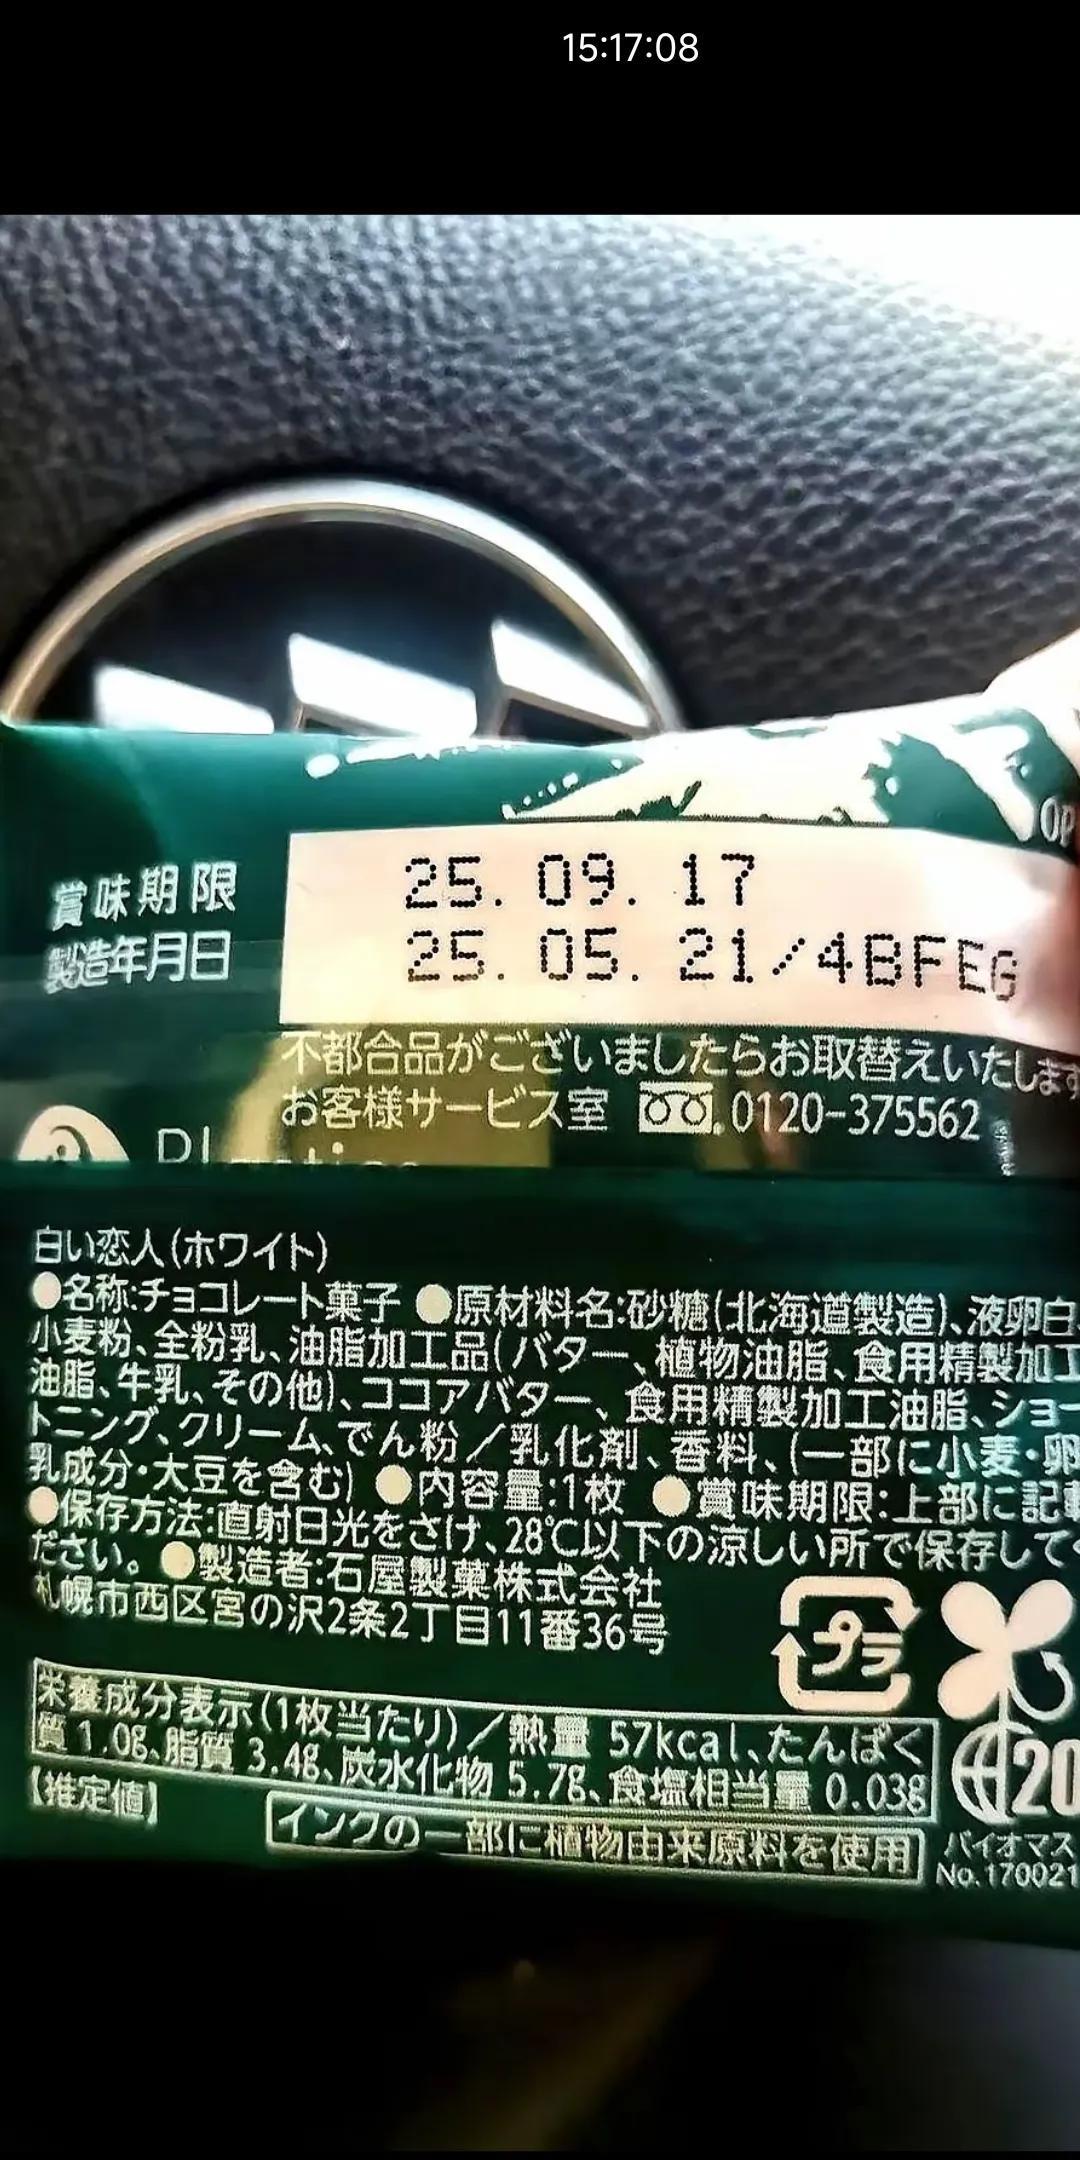 15:17:08
賞味期限 25.09.17
製造年月日 25.05.21/4BFEG
不都合品がございましたらお取替えいたします
お客様サービス室 0120-375562
白い恋人(ホワイト)
●名称:チョコレート菓子 ●原材料名:砂糖(北海道製造)、液卵白、
小麦粉、全粉乳、油脂加工品(バター、植物油脂、食用精製加工
油脂、牛乳、その他)、ココアバター、食用精製加工油脂、ショー
トニング、クリーム、でん粉/乳化剤、香料、(一部に小麦・卵
乳成分・大豆を含む) ●内容量:1枚 ●賞味期限:上部に記載
●保存方法:直射日光をさけ、28℃以下の涼しい所で保存して
ださい。 ●製造者:石屋製菓株式会社
札幌市西区宮の沢2条2丁目11番36号
プラ
栄養成分表示(1枚当たり)/熱量 57kcal、たんぱく
質 1.0g、脂質 3.4g、炭水化物 5.7g、食塩相当量 0.03g
【推定値】
20
インクの一部に植物由来原料を使用
バイオマス
No.170021